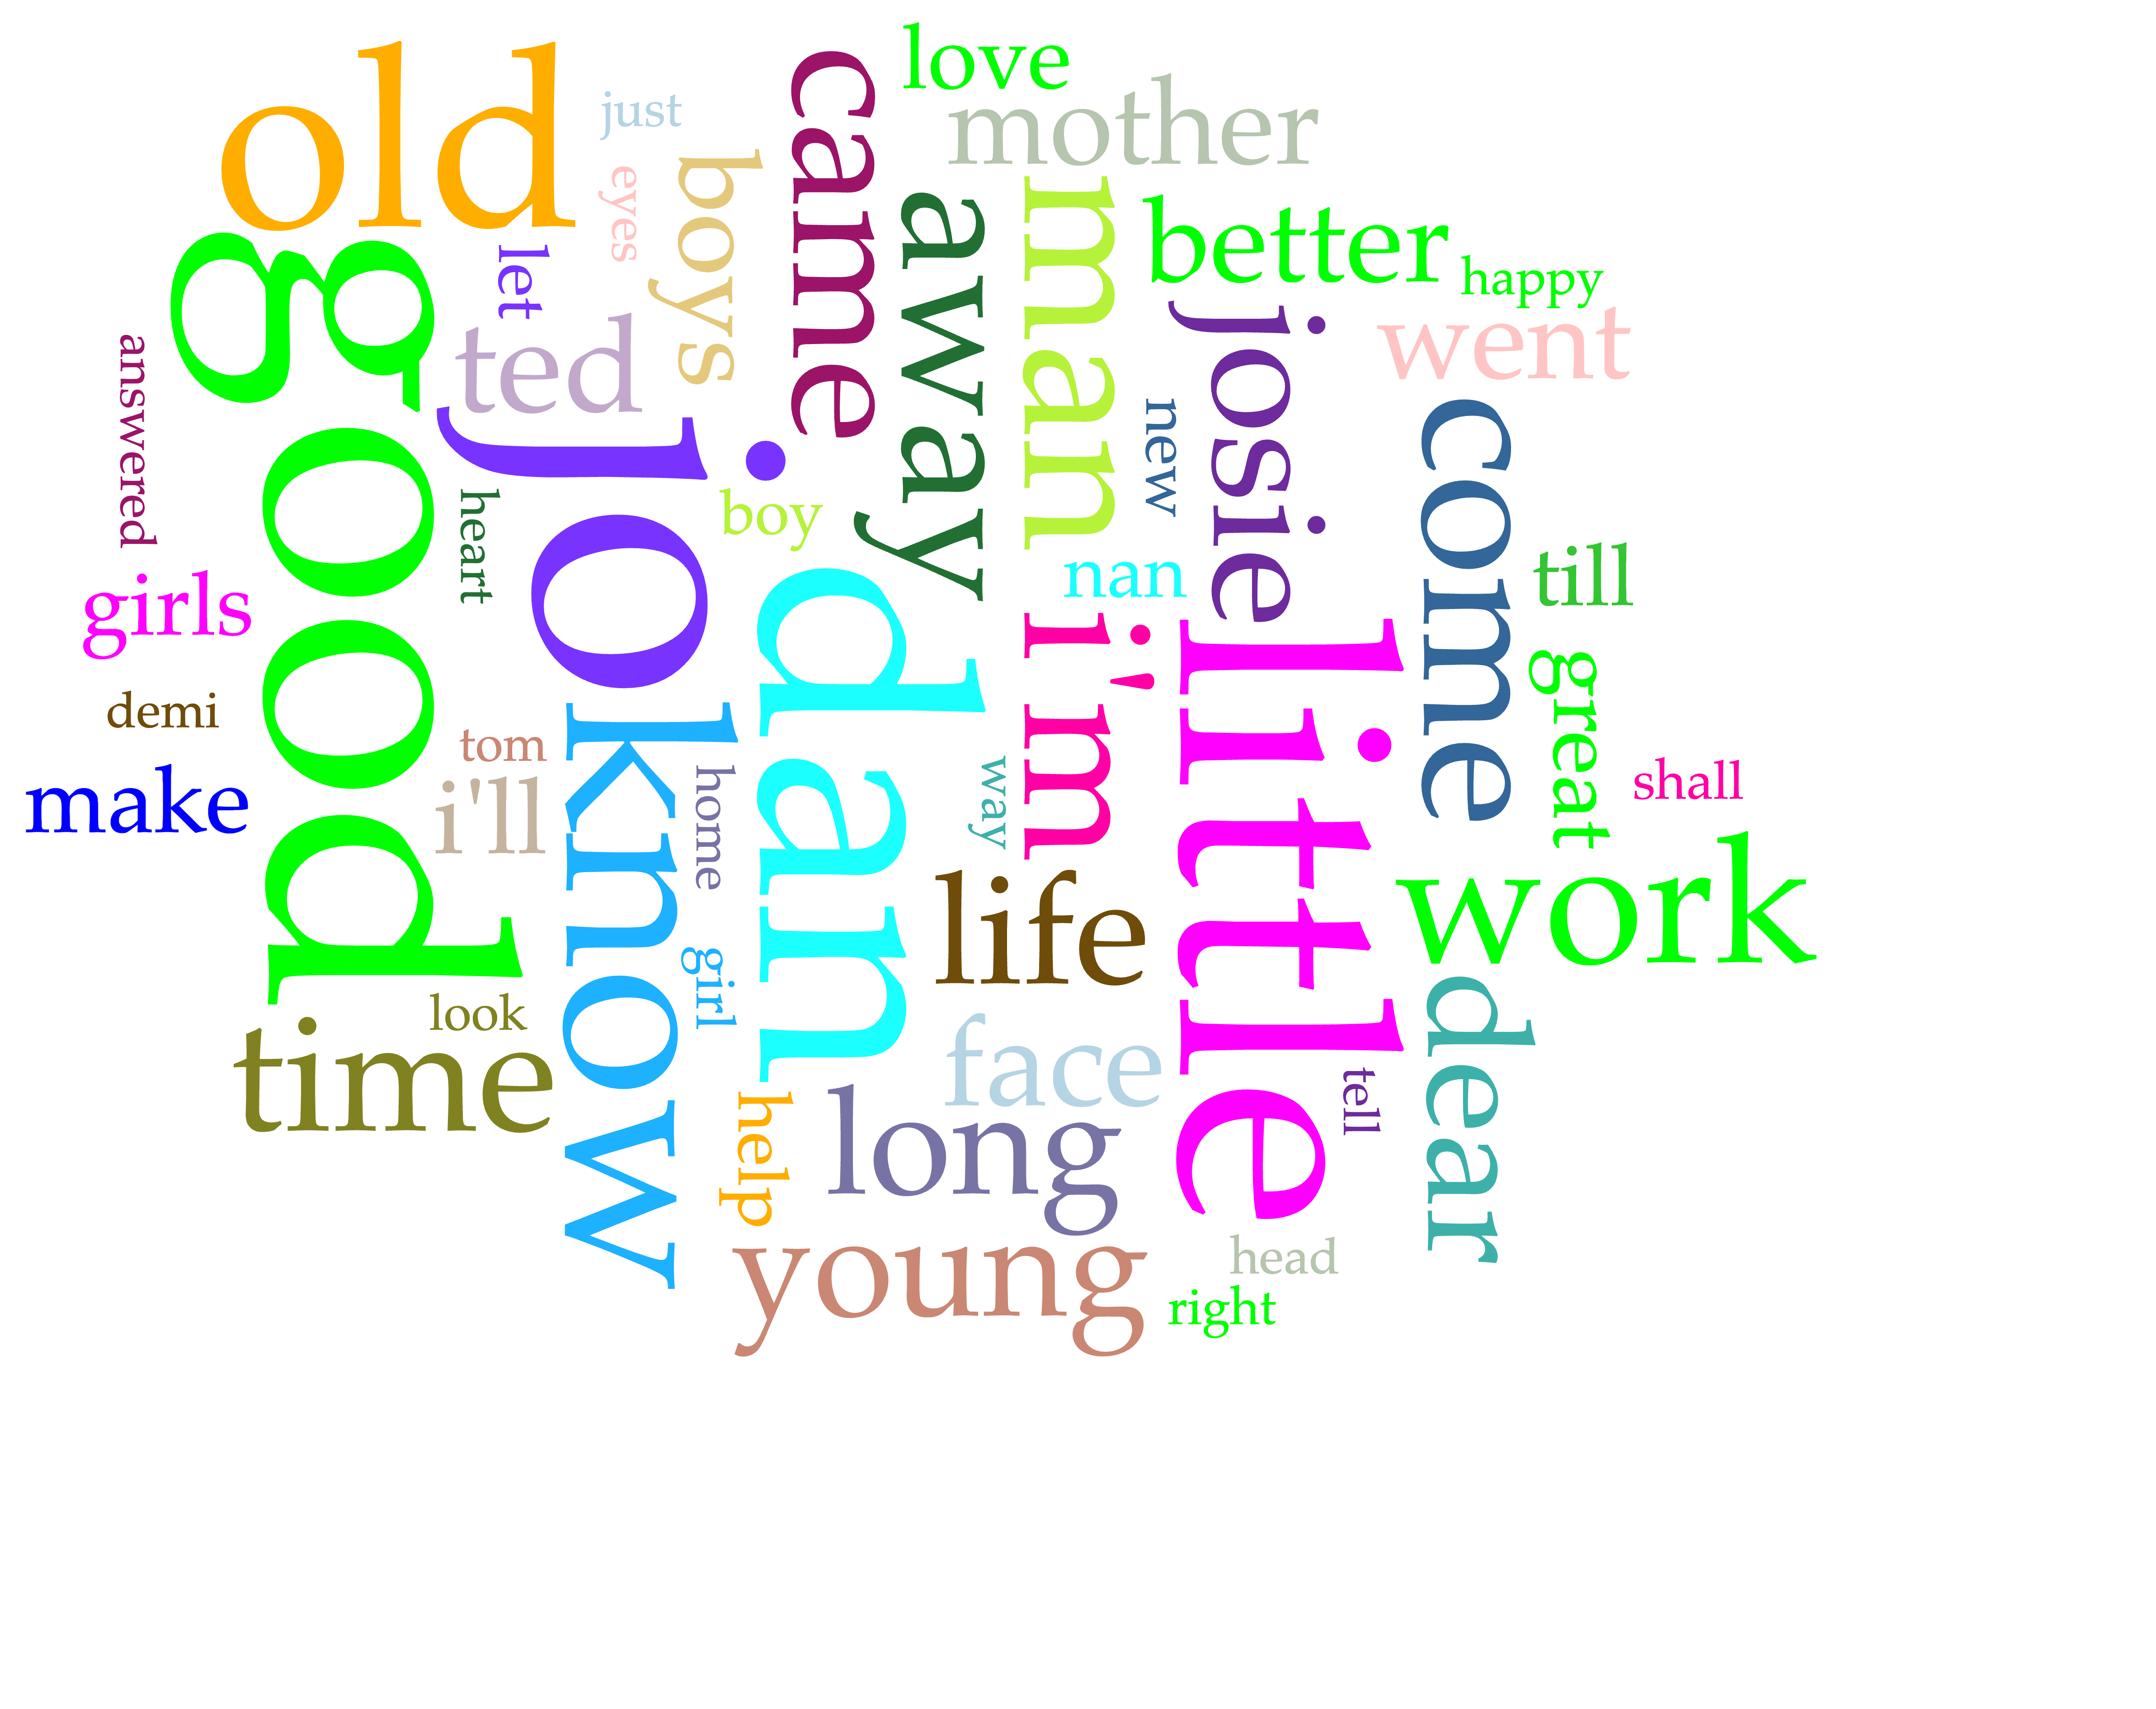 love
old
just
came
mother
boys
eyes
away
man
better
let
happy
good
ted
josie
went
answered
new
come
jo
heart
boy
nan
till
girls
dan
i'm
little
great
demi
know
tom
way
shall
make
i'll
home
work
life
girl
look
time
face
dear
tell
help
long
young
head
right